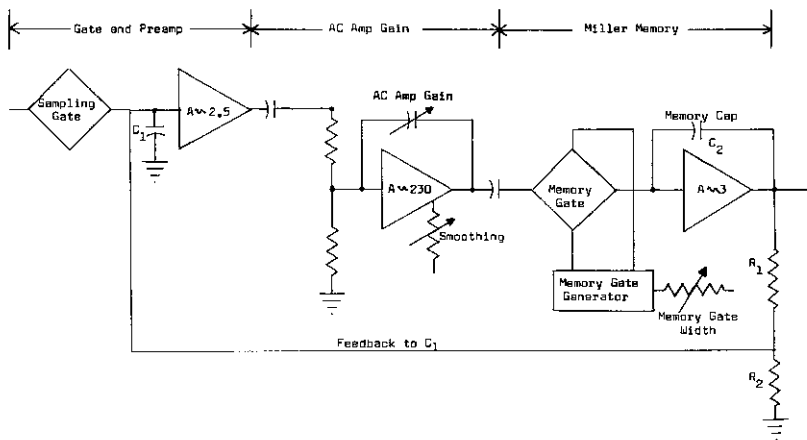 Gate and Preamp
AC Amp Gain
Miller Memory
Sampling
Gate
C1
A≈2.5
AC Amp Gain
A≈230
Smoothing
Memory
Gate
Memory Cap
C2
A≈3
Memory Gate
Generator
Memory Gate
Width
R1
Feedback to C1
R2